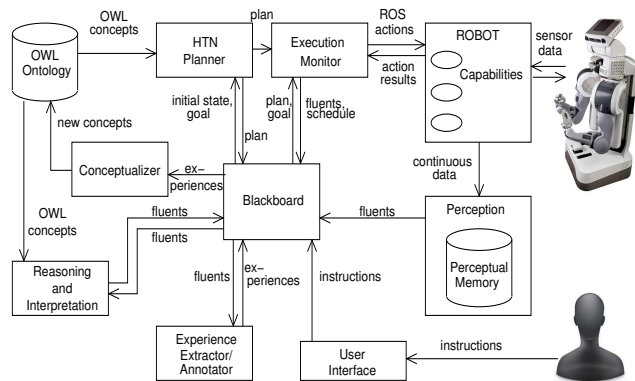 OWL
concepts
OWL
Ontology
HTN
Planner
plan
Execution
Monitor
ROS
actions
action
results
ROBOT
Capabilities
sensor
data
initial state,
goal
plan
plan,
goal
fluents,
schedule
new concepts
Conceptualizer
ex-
periences
Blackboard
continuous
data
OWL
concepts
fluents
fluents
fluents
Perception
Perceptual
Memory
Reasoning
and
Interpretation
fluents
ex-
periences
instructions
Experience
Extractor/
Annotator
User
Interface
instructions